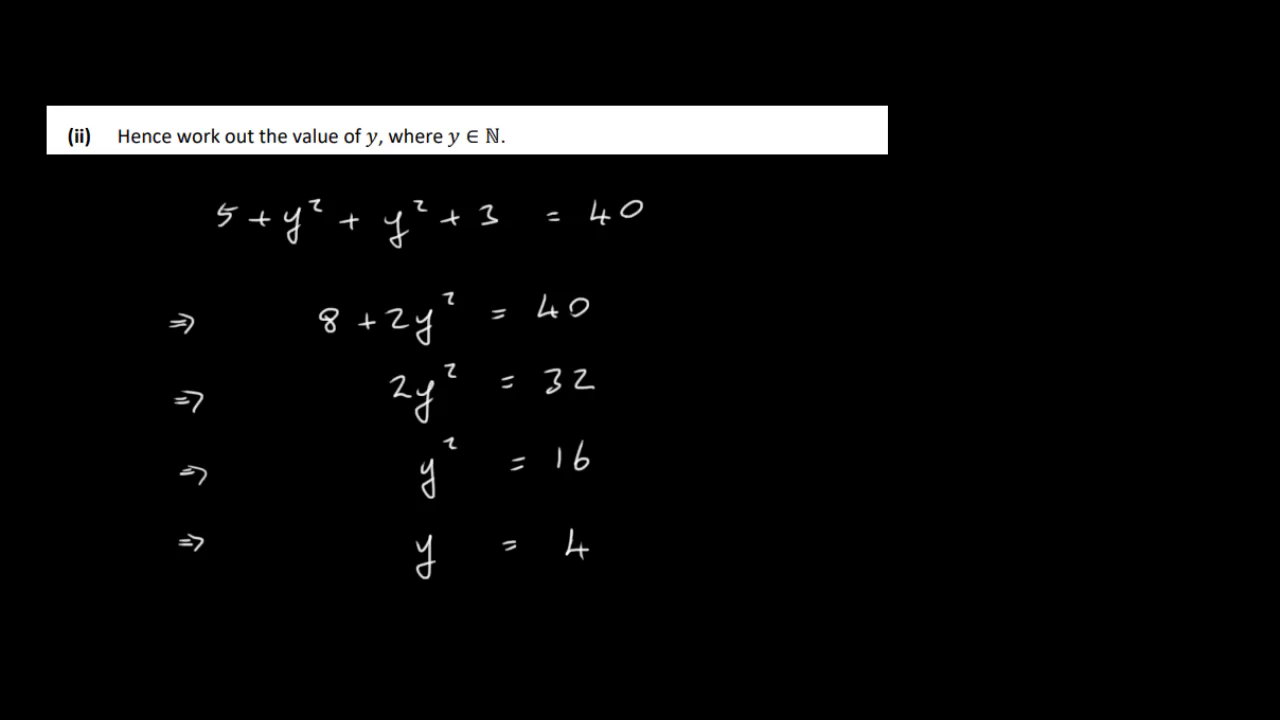 (ii) Hence work out the value of y, where y ∈ ℕ.
5 + y² + y² + 3 = 40
⇒ 8 + 2y² = 40
⇒ 2y² = 32
⇒ y² = 16
⇒ y = 4